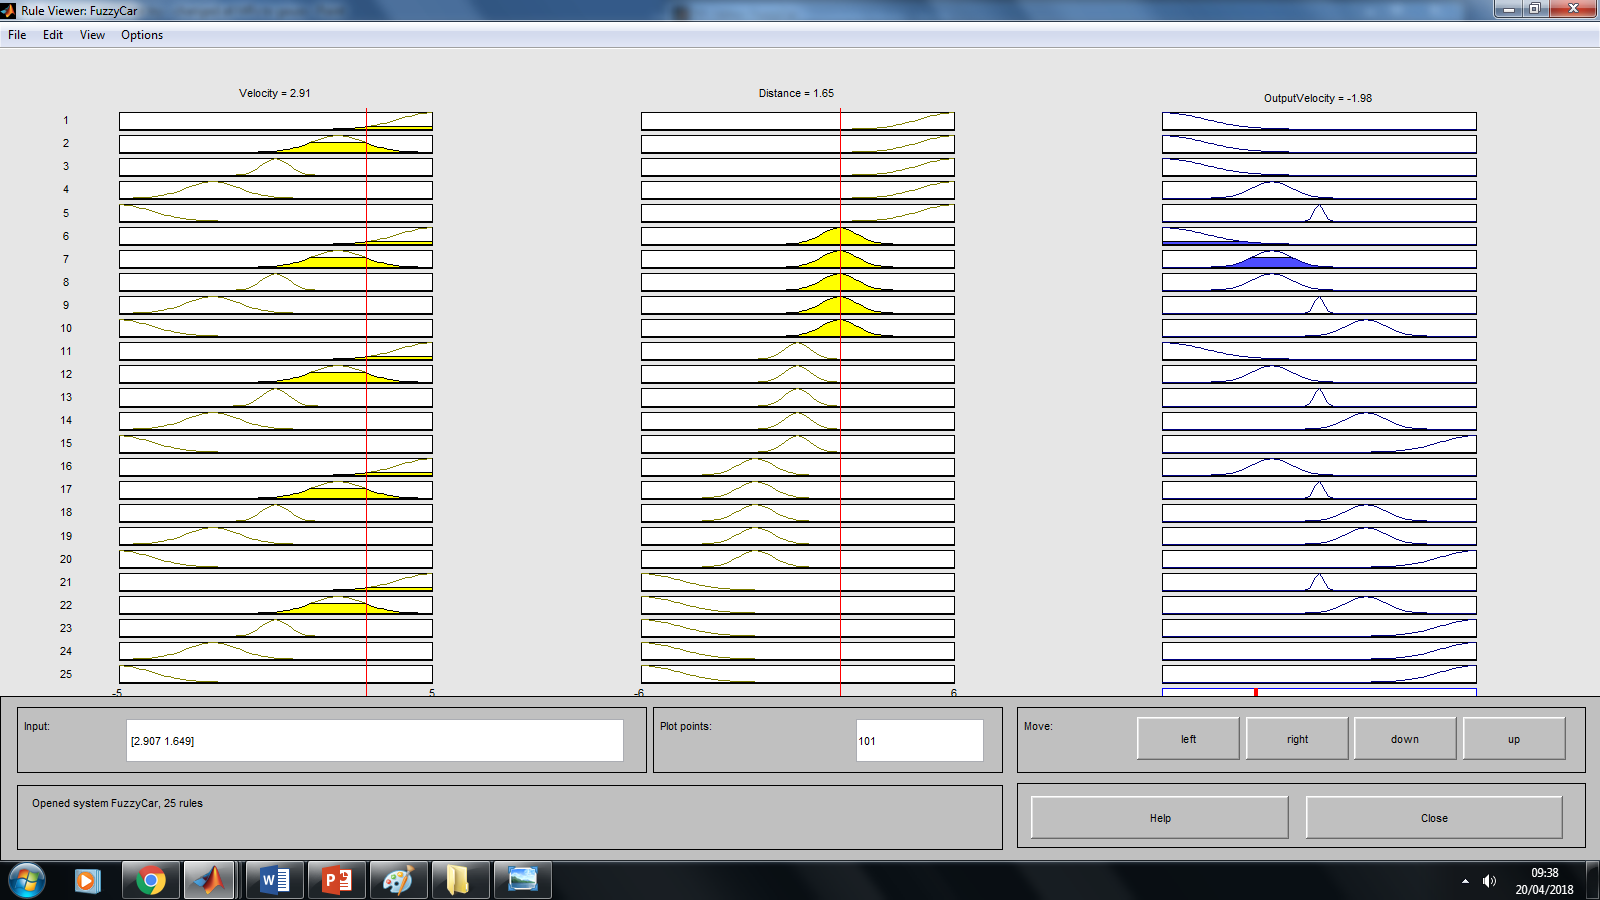 Rule Viewer: FuzzyCar
File Edit View Options
Velocity = 2.91
Distance = 1.65
OutputVelocity = -1.98
1
2
3
4
5
6
7
8
9
10
11
12
13
14
15
16
17
18
19
20
21
22
23
24
25
-5 5
-6 6
Input:
[2.907 1.649]
Plot points:
101
Move:
left
right
down
up
Opened system FuzzyCar, 25 rules
Help
Close
09:38
20/04/2018